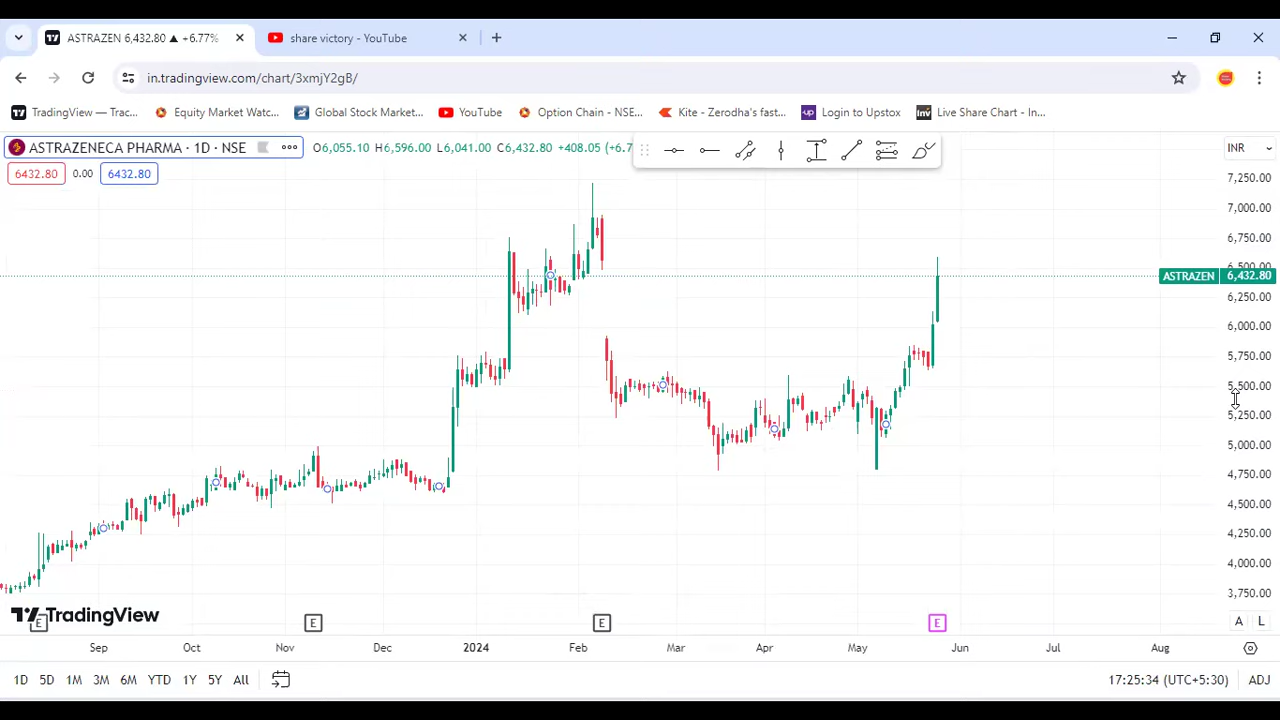 ASTRAZEN 6,432.80 ▲ +6.77%
share victory - YouTube
in.tradingview.com/chart/3xmjY2gB/
TradingView — Trac...
Equity Market Watc...
Global Stock Market...
YouTube
Option Chain - NSE...
Kite - Zerodha's fast...
Login to Upstox
Live Share Chart - In...
ASTRAZENECA PHARMA · 1D · NSE
O6,055.10 H6,596.00 L6,041.00 C6,432.80 +408.05 (+6.7
INR
6432.80 0.00 6432.80
7,250.00
7,000.00
6,750.00
6,500.00
ASTRAZEN 6,432.80
6,250.00
6,000.00
5,750.00
5,500.00
5,250.00
5,000.00
4,750.00
4,500.00
4,250.00
4,000.00
3,750.00
TradingView
E E E E
A L
Sep Oct Nov Dec 2024 Feb Mar Apr May Jun Jul Aug
1D 5D 1M 3M 6M YTD 1Y 5Y All
17:25:34 (UTC+5:30) ADJ